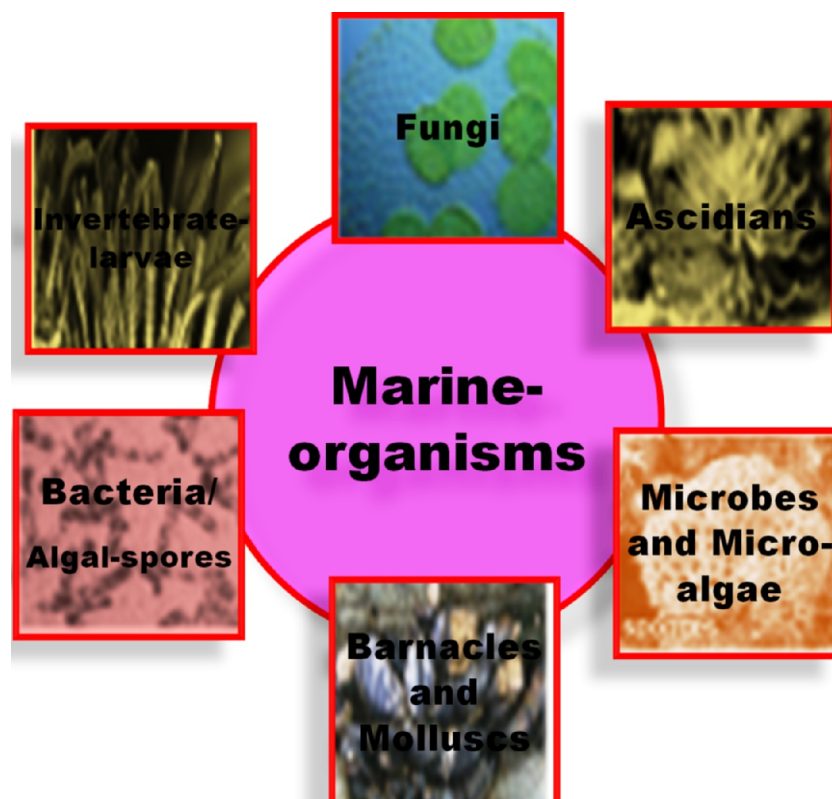 Fungi
Invertebrate-
larvae
Ascidians
Marine-
organisms
Bacteria/
Algal-spores
Microbes
and Micro-
algae
Barnacles
and
Molluscs